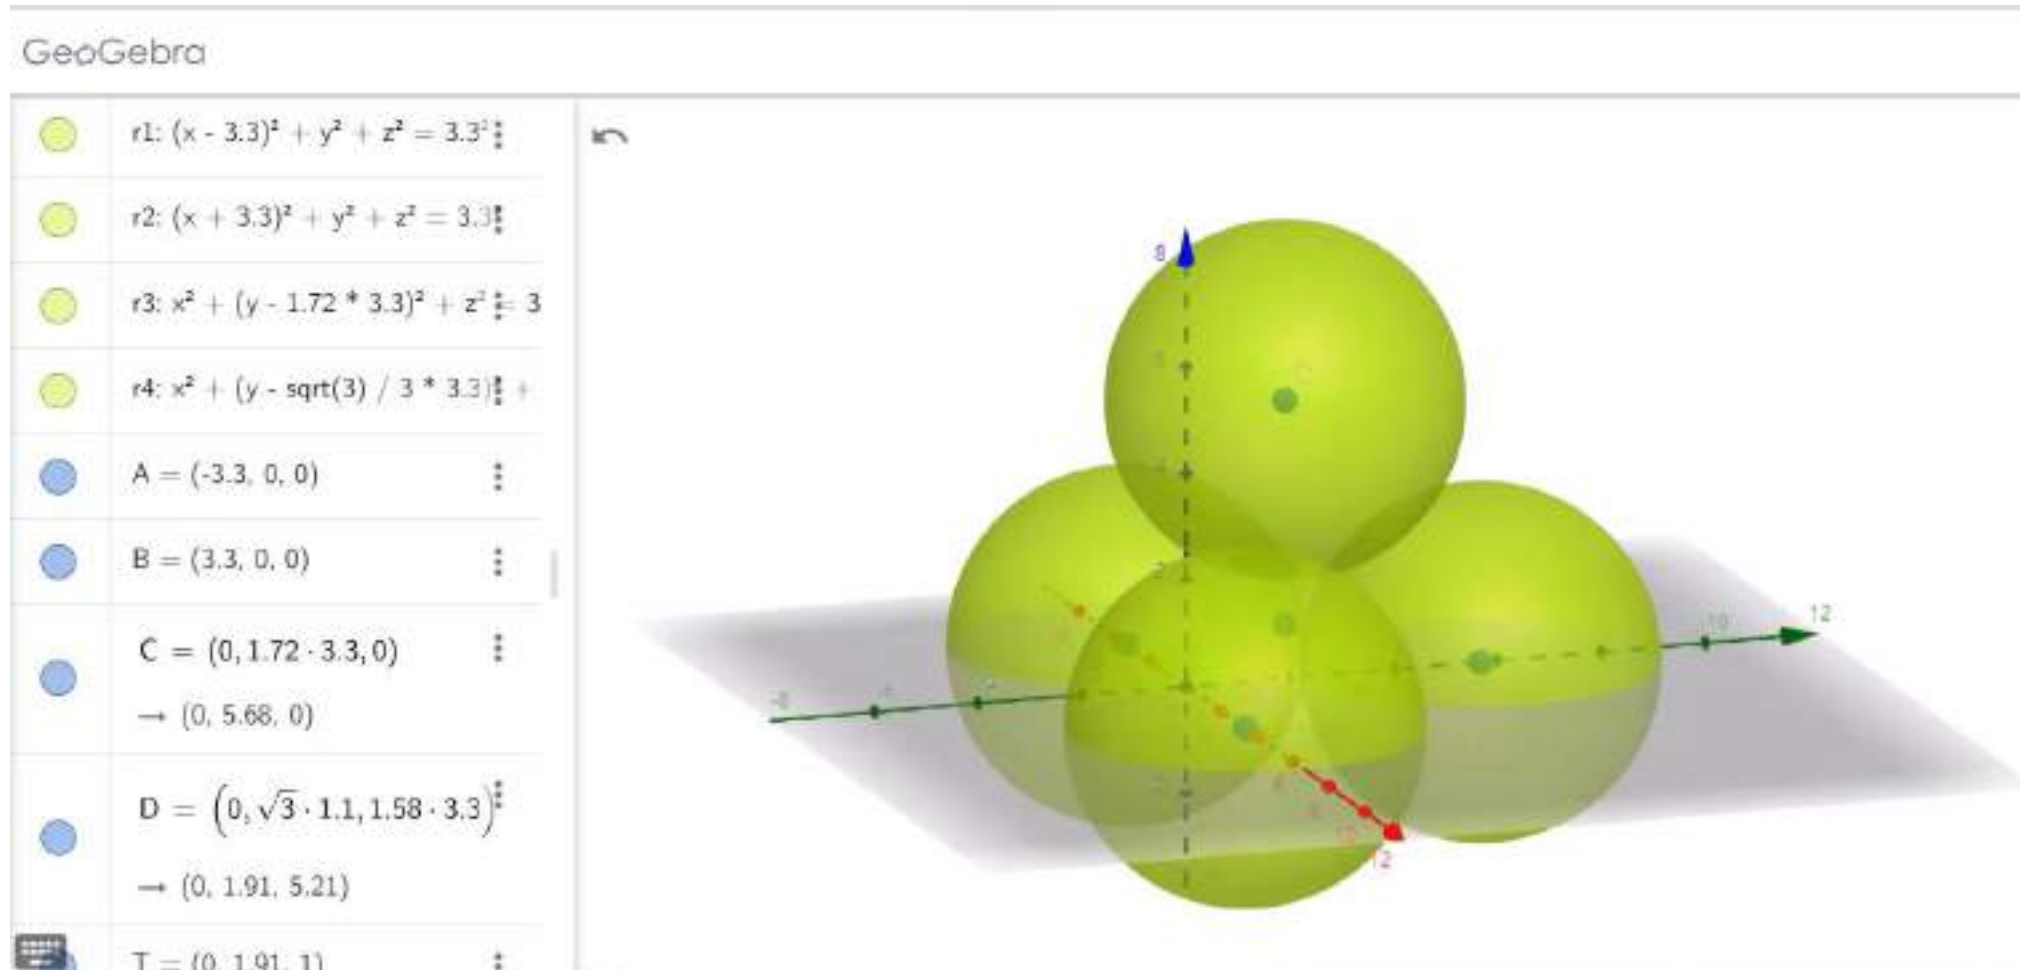 GeoGebra
r1: (x - 3.3)² + y² + z² = 3.3²
r2: (x + 3.3)² + y² + z² = 3.3
r3: x² + (y - 1.72 * 3.3)² + z² = 3
r4: x² + (y - sqrt(3) / 3 * 3.3) +
A = (-3.3, 0, 0)
B = (3.3, 0, 0)
C = (0, 1.72 · 3.3, 0)
→ (0, 5.68, 0)
D = (0, √3 · 1.1, 1.58 · 3.3)
→ (0, 1.91, 5.21)
T = (0, 1.91, 1)
8
2
12
10
12